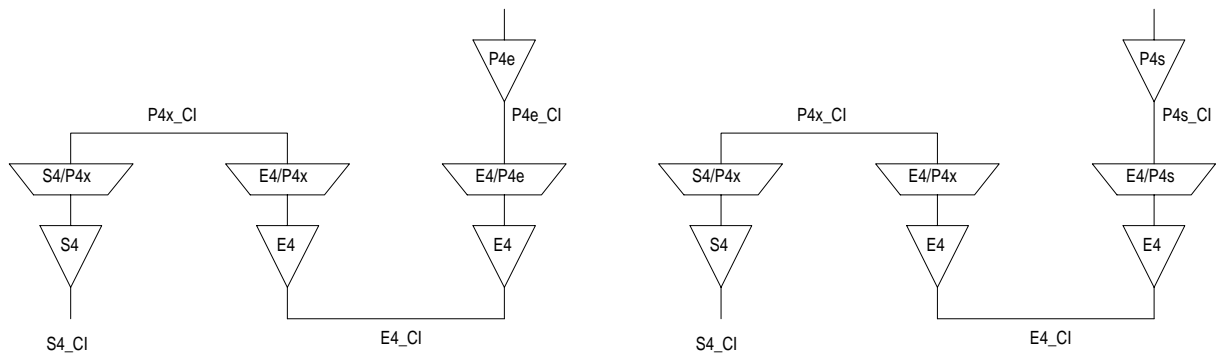 P4e
P4s
P4x_CI
P4e_CI
P4x_CI
P4s_CI
S4/P4x
E4/P4x
E4/P4e
S4/P4x
E4/P4x
E4/P4s
S4
E4
E4
S4
E4
E4
S4_CI
E4_CI
S4_CI
E4_CI